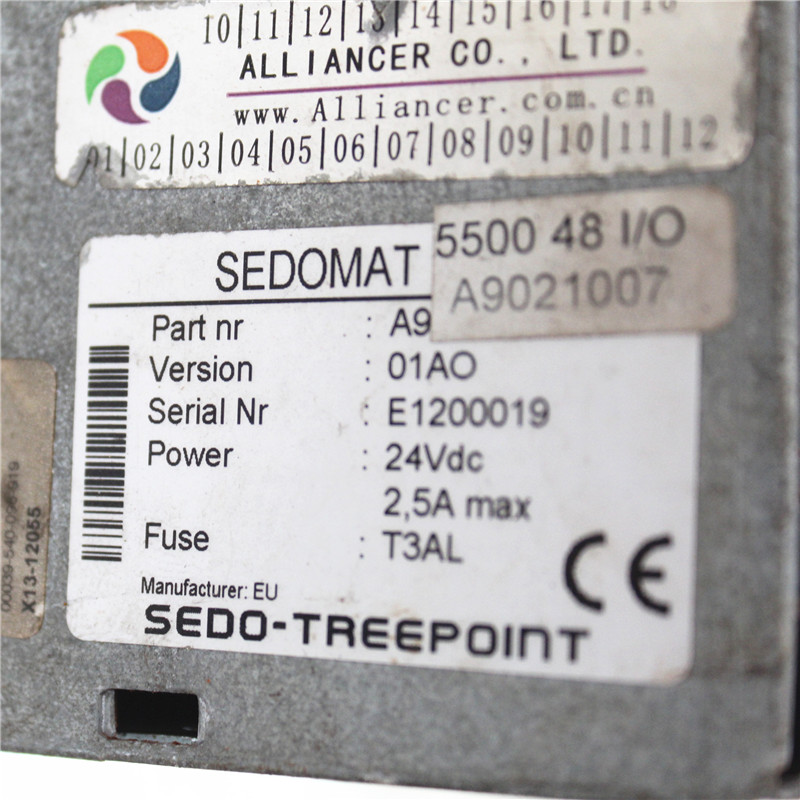 10|11|12|13|14|15|16|17|18
ALLIANCER CO., LTD.
www.Alliancer.com.cn
01|02|03|04|05|06|07|08|09|10|11|12
SEDOMAT 5500 48 I/O
A9021007
Part nr : A9
Version : 01AO
Serial Nr : E1200019
Power : 24Vdc
2,5A max
Fuse : T3AL
CE
Manufacturer: EU
SEDO-TREEPOINT
X13-12055